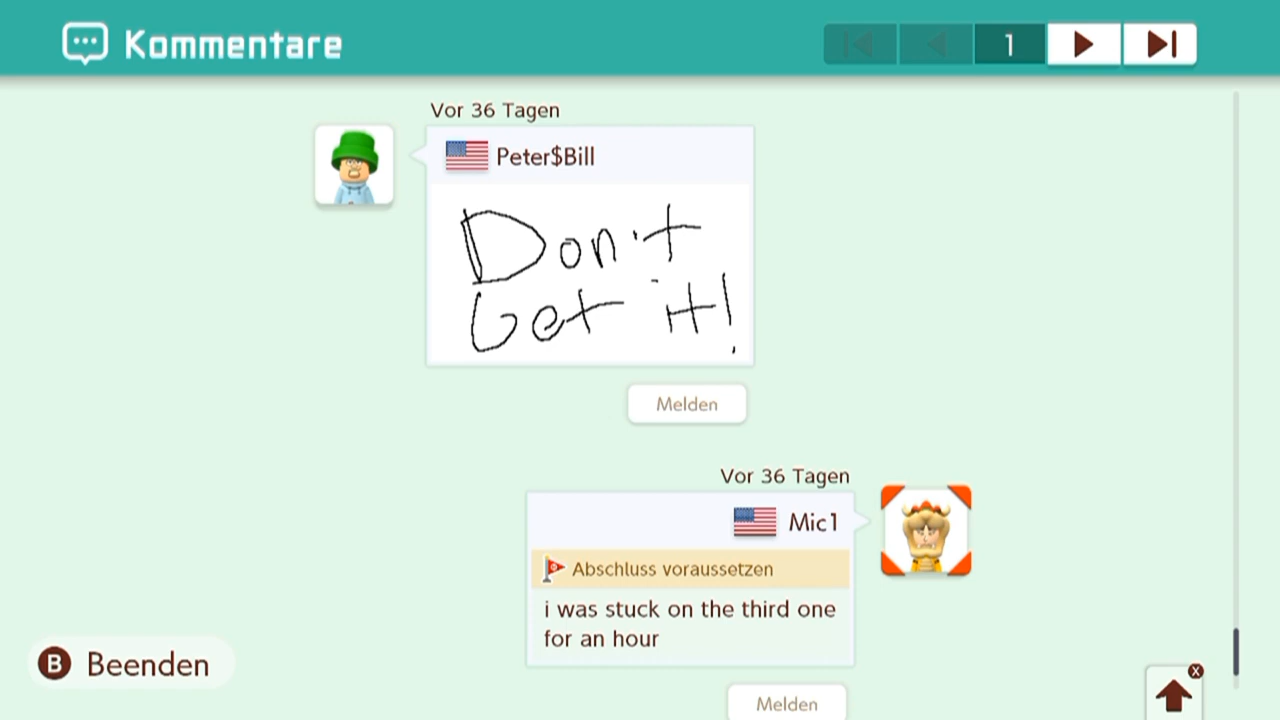 Kommentare
1
Vor 36 Tagen
Peter$Bill
Don't
Get it!
Melden
Vor 36 Tagen
Mic1
Abschluss voraussetzen
i was stuck on the third one
for an hour
Melden
B Beenden
X